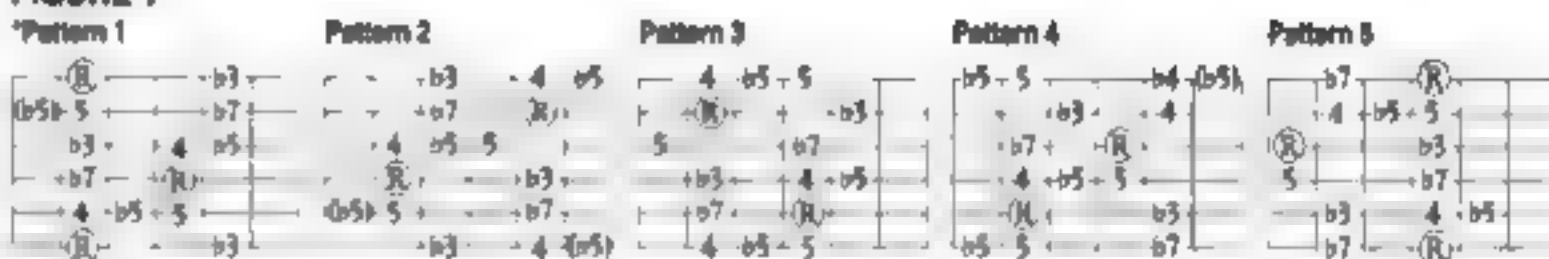 *Pattern 1 Pattern 2 Pattern 3 Pattern 4 Pattern 5
R b3 b3 4 b5 4 b5 5 b5 5 (b5) b7 R
(b5) 5 b7 b7 R R b3 b3 4 4 b5 5
b3 4 b5 4 b5 5 5 b7 b7 R R b3
b7 R R b3 b3 4 b5 4 b5 5 5 b7
4 b5 5 (b5) 5 b7 b7 R R b3 b3 4 b5
R b3 b3 4 (b5) 4 b5 5 b5 5 b7 b7 R